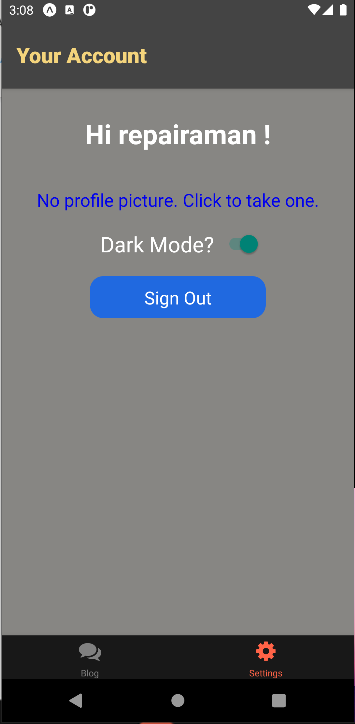 3:08
Your Account
Hi repairaman !
No profile picture. Click to take one.
Dark Mode?
Sign Out
Blog
Settings